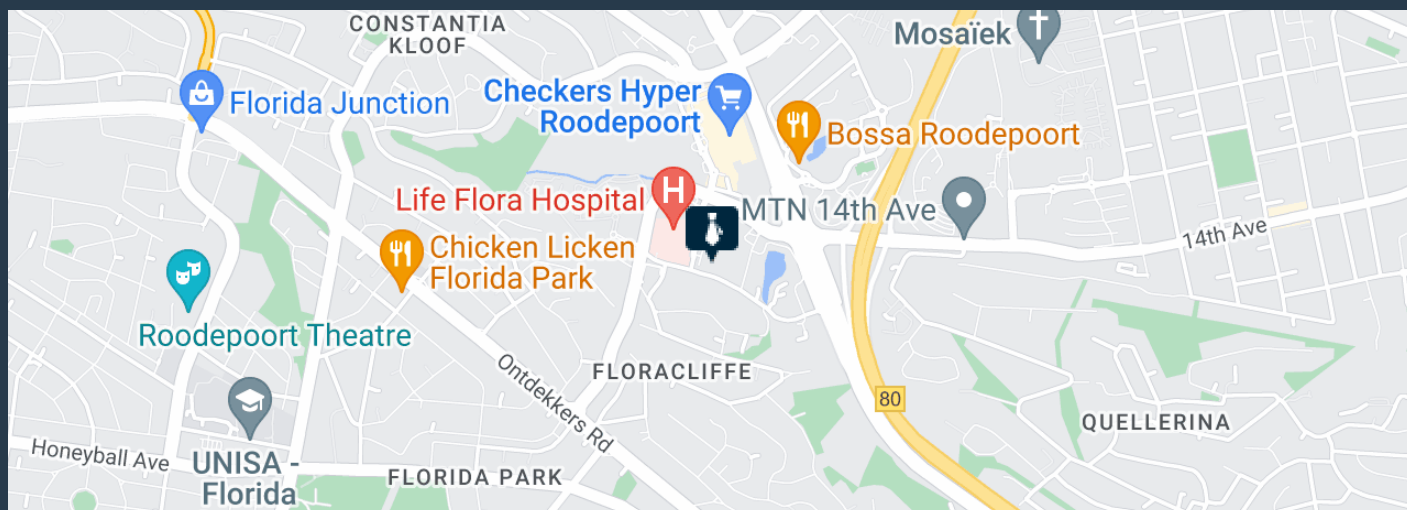 CONSTANTIA
KLOOF
Mosaïek
Florida Junction
Checkers Hyper
Roodepoort
Bossa Roodepoort
Life Flora Hospital
H
MTN 14th Ave
14th Ave
Chicken Licken
Florida Park
Roodepoort Theatre
Ontdekkers Rd
FLORACLIFFE
80
QUELLERINA
Honeyball Ave
UNISA -
Florida
FLORIDA PARK